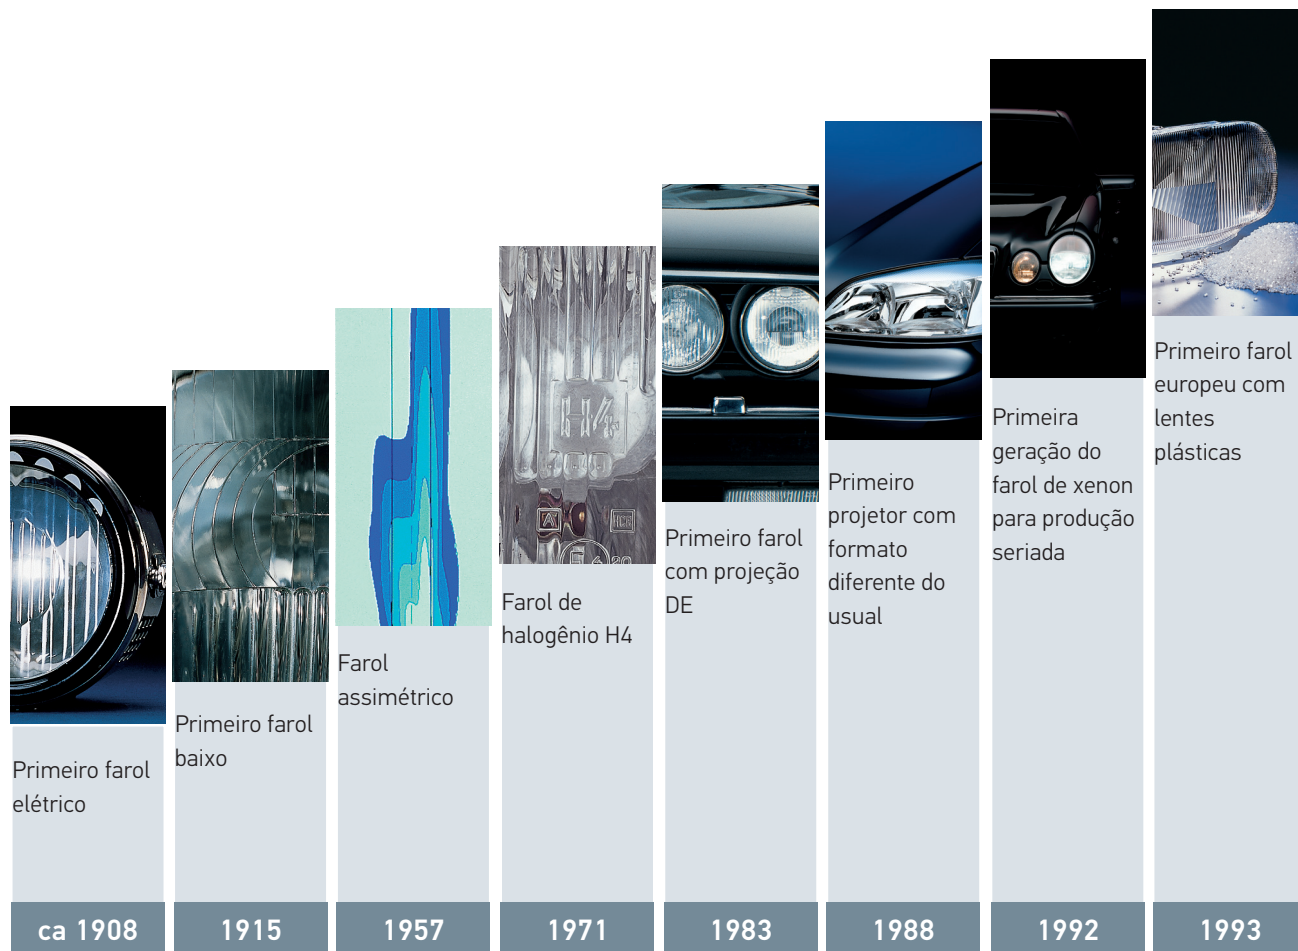 Primeiro farol
elétrico
ca 1908
Primeiro farol
baixo
1915
Farol
assimétrico
1957
H4
Farol de
halogênio H4
1971
Primeiro farol
com projeção
DE
1983
Primeiro
projetor com
formato
diferente do
usual
1988
Primeira
geração do
farol de xenon
para produção
seriada
1992
Primeiro farol
europeu com
lentes
plásticas
1993